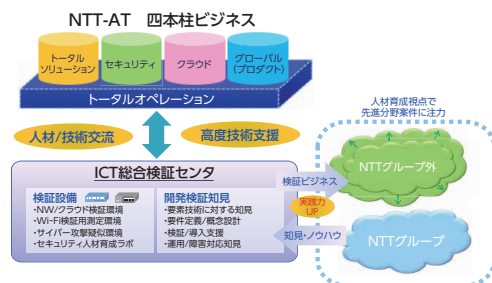 NTT-AT 四本柱ビジネス
トータル
ソリューション
セキュリティ
クラウド
グローバル
(プロダクト)
トータルオペレーション
人材/技術交流
高度技術支援
人材育成視点で
先進分野案件に注力
ICT総合検証センタ
検証設備
・NW/クラウド検証環境
・Wi-Fi検証用測定環境
・サイバー攻撃疑似環境
・セキュリティ人材育成ラボ
開発検証知見
・要素技術に対する知見
・要件定義/概念設計
・検証/導入支援
・運用/障害対応知見
検証ビジネス
実践力
UP
知見・ノウハウ
NTTグループ外
NTTグループ